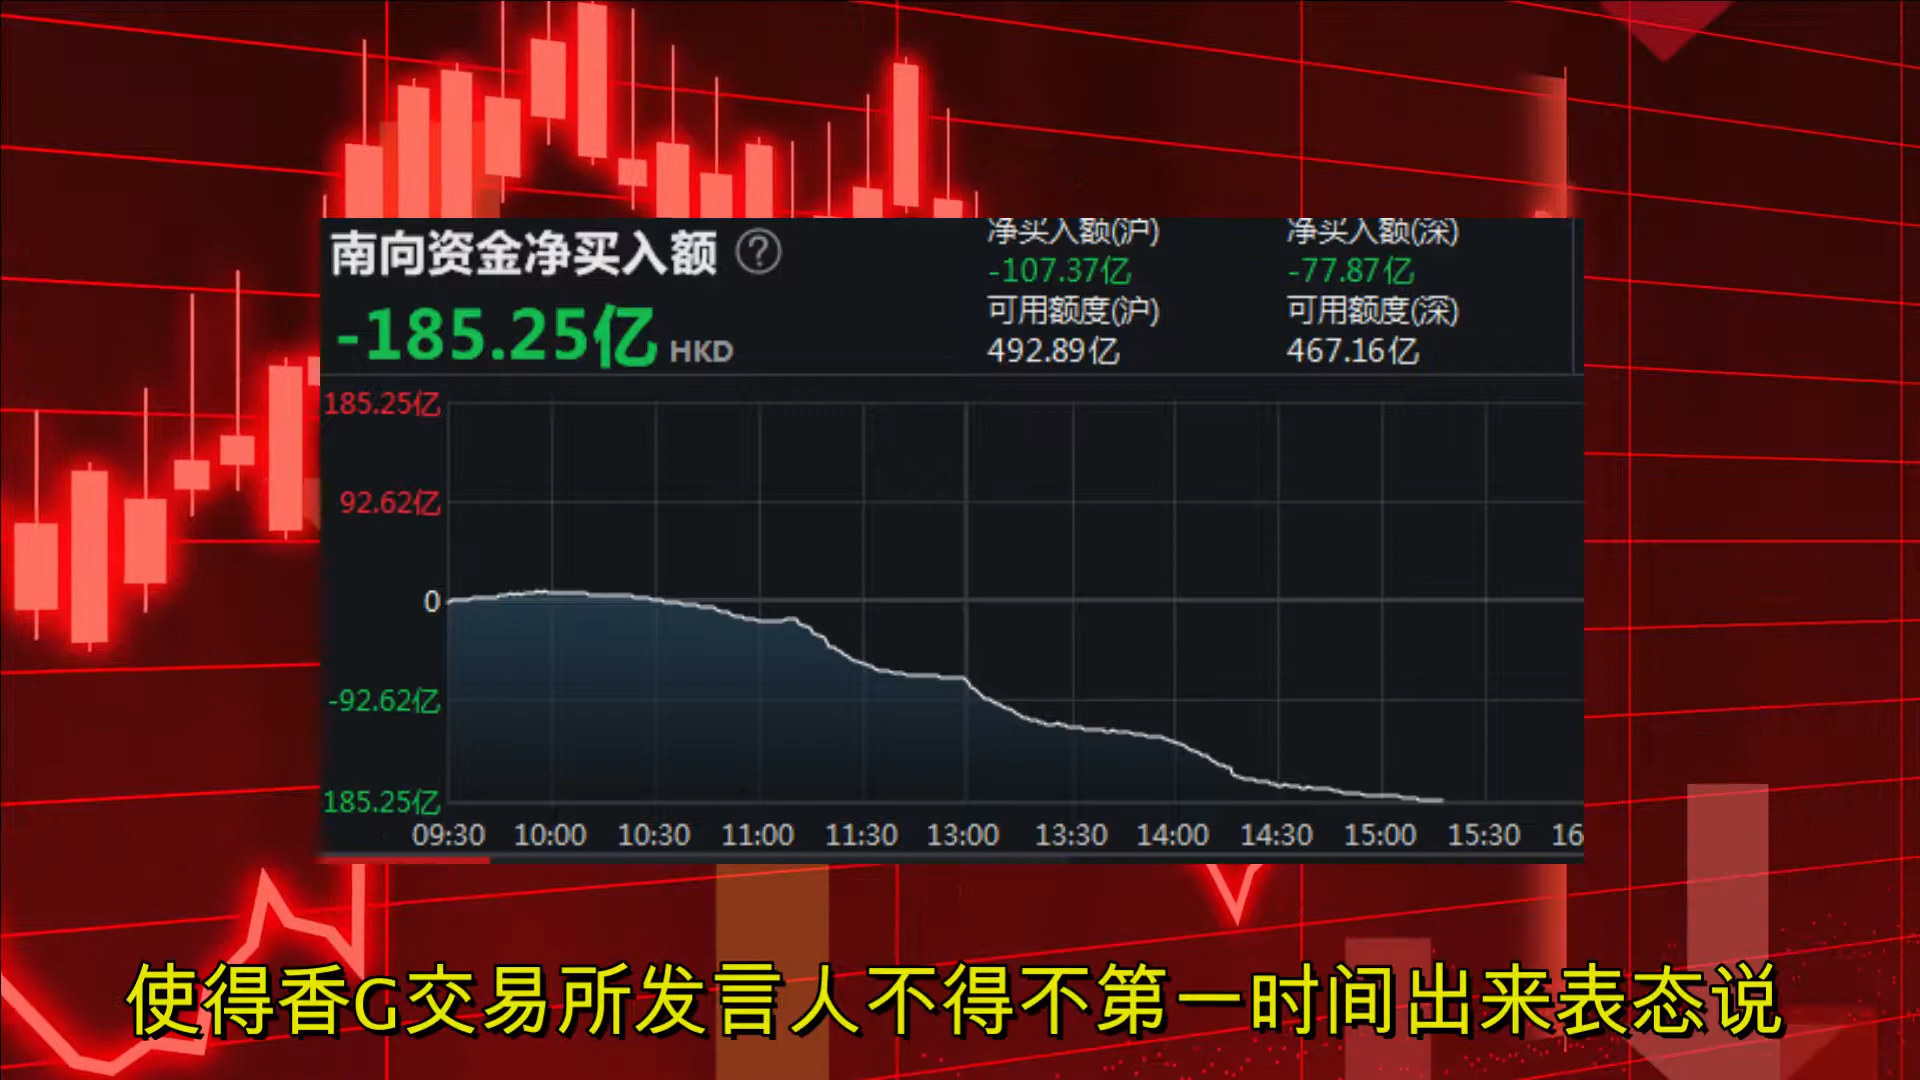 南向资金净买入额 ?
-185.25亿 HKD
净买入额(沪) 净买入额(深)
-107.37亿 -77.87亿
可用额度(沪) 可用额度(深)
492.89亿 467.16亿
185.25亿
92.62亿
0
-92.62亿
185.25亿
09:30 10:00 10:30 11:00 11:30 13:00 13:30 14:00 14:30 15:00 15:30 16
使得香G交易所发言人不得不第一时间出来表态说